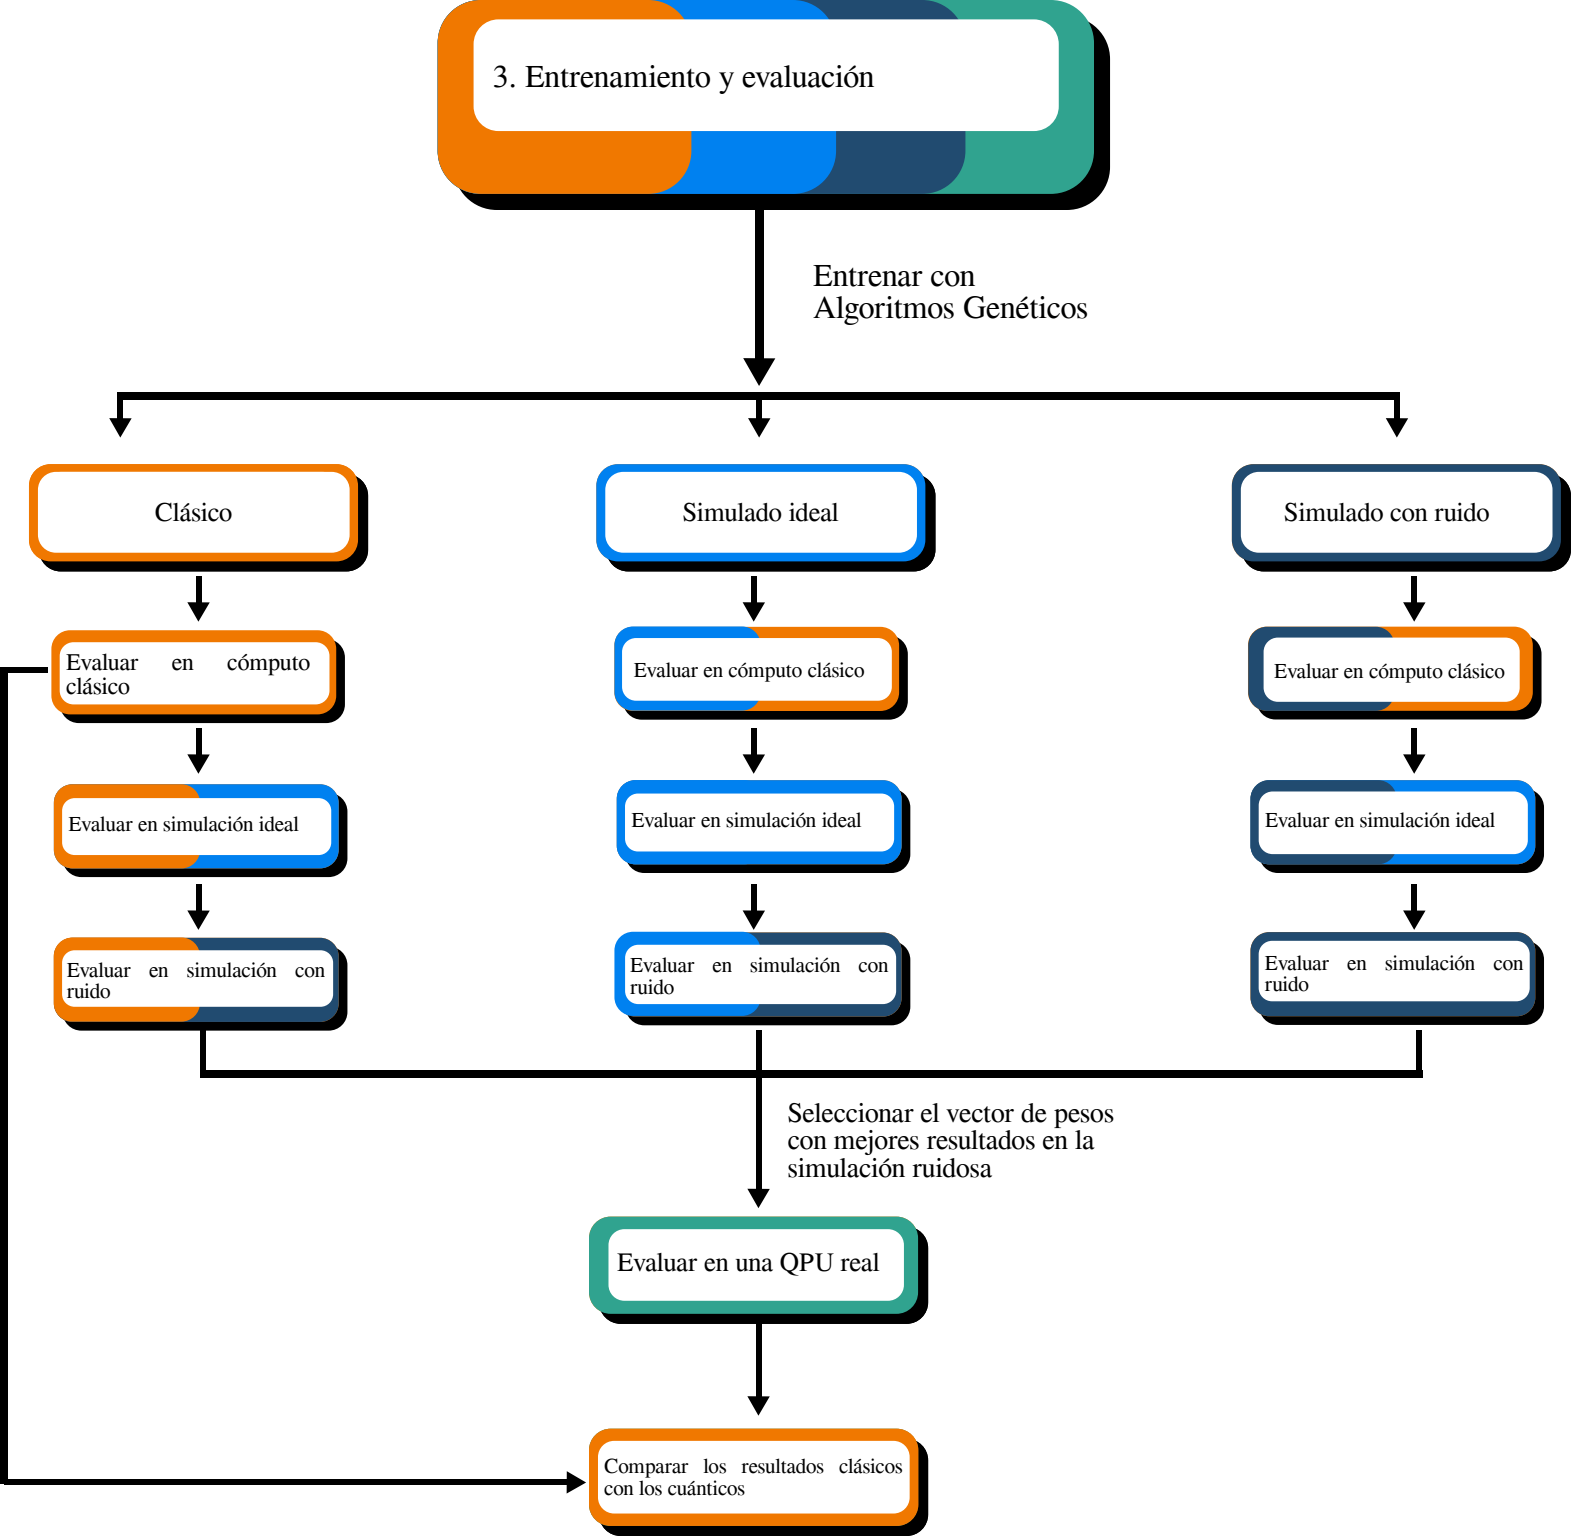 3. Entrenamiento y evaluación
Entrenar con
Algoritmos Genéticos
Clásico
Simulado ideal
Simulado con ruido
Evaluar en cómputo
clásico
Evaluar en cómputo clásico
Evaluar en cómputo clásico
Evaluar en simulación ideal
Evaluar en simulación ideal
Evaluar en simulación ideal
Evaluar en simulación con
ruido
Evaluar en simulación con
ruido
Evaluar en simulación con
ruido
Seleccionar el vector de pesos
con mejores resultados en la
simulación ruidosa
Evaluar en una QPU real
Comparar los resultados clásicos
con los cuánticos